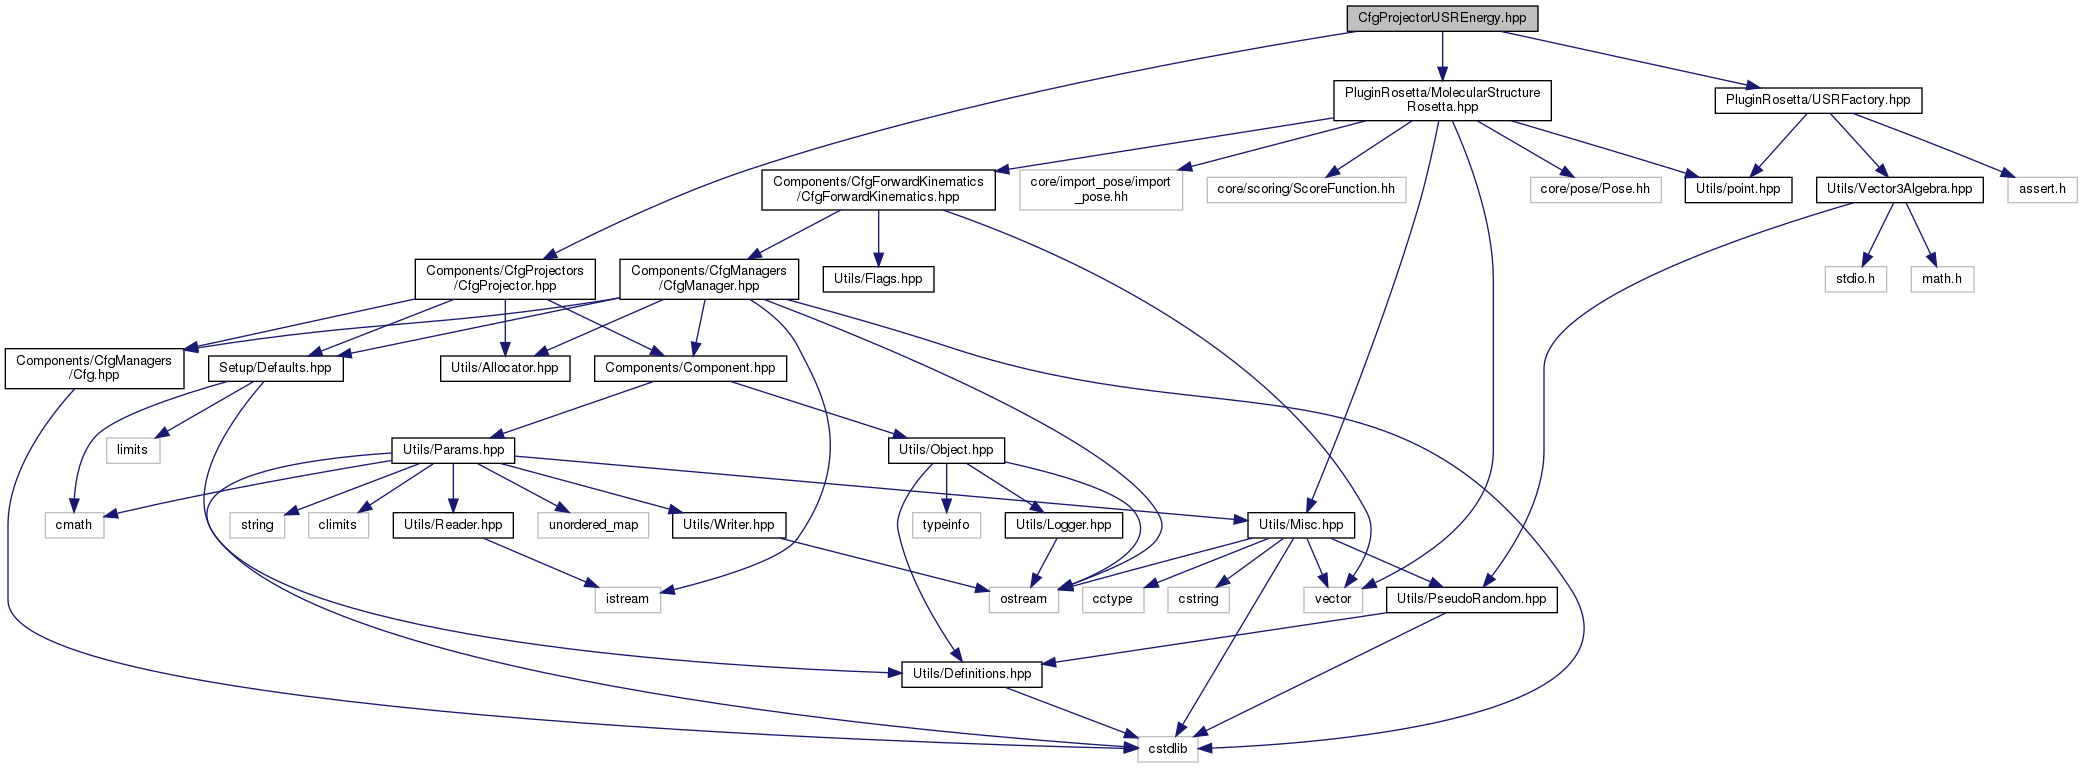 CfgProjectorUSREnergy.hpp
PluginRosetta/MolecularStructure
Rosetta.hpp
PluginRosetta/USRFactory.hpp
Components/CfgForwardKinematics
/CfgForwardKinematics.hpp
core/import_pose/import
_pose.hh
core/scoring/ScoreFunction.hh
core/pose/Pose.hh
Utils/point.hpp
Utils/Vector3Algebra.hpp
assert.h
Components/CfgProjectors
/CfgProjector.hpp
Components/CfgManagers
/CfgManager.hpp
Utils/Flags.hpp
stdio.h
math.h
Components/CfgManagers
/Cfg.hpp
Setup/Defaults.hpp
Utils/Allocator.hpp
Components/Component.hpp
limits
Utils/Params.hpp
Utils/Object.hpp
cmath
string
climits
Utils/Reader.hpp
unordered_map
Utils/Writer.hpp
typeinfo
Utils/Logger.hpp
Utils/Misc.hpp
istream
ostream
cctype
cstring
vector
Utils/PseudoRandom.hpp
Utils/Definitions.hpp
cstdlib